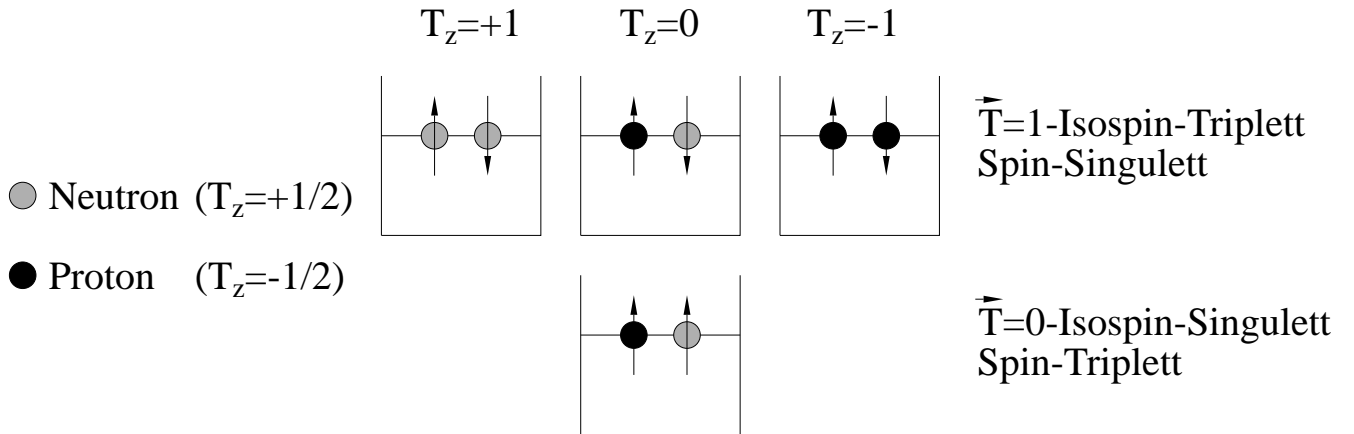 T_z=+1 T_z=0 T_z=-1
T=1-Isospin-Triplett
Spin-Singulett
Neutron (T_z=+1/2)
Proton (T_z=-1/2)
T=0-Isospin-Singulett
Spin-Triplett